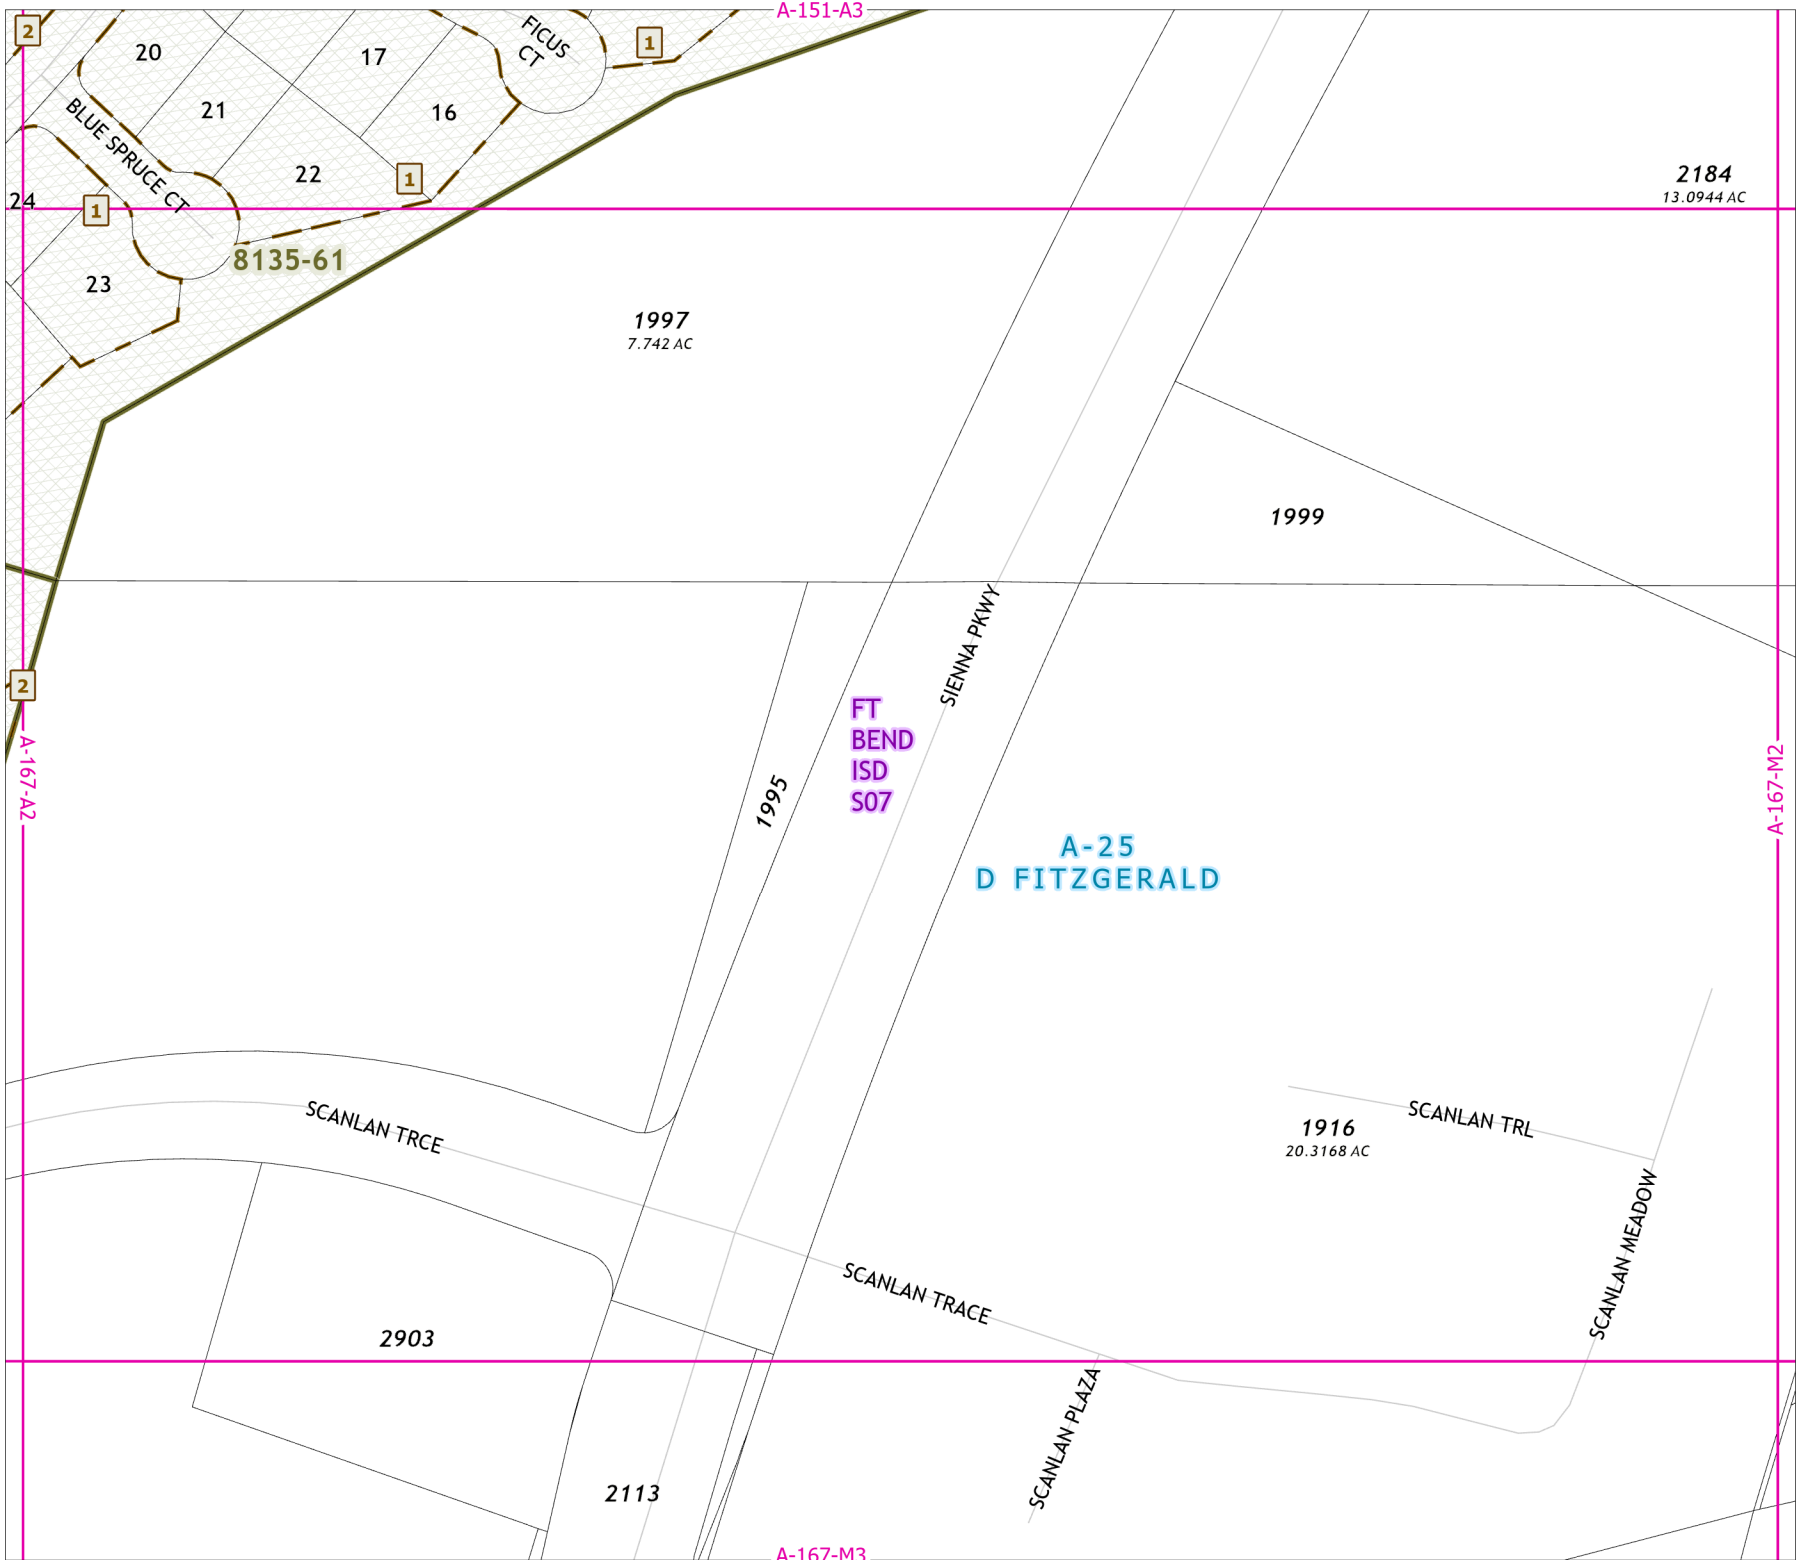 A-151-A3
2
20
17
FICUS
CT
1
21
16
BLUE SPRUCE CT
22
1
2184
13.0944 AC
24
1
8135-61
23
1997
7.742 AC
1999
SIENNA PKWY
2
FT
BEND
ISD
S07
A-167-A2
A-167-M2
1995
A-25
D FITZGERALD
SCANLAN TRCE
SCANLAN TRL
1916
20.3168 AC
SCANLAN MEADOW
SCANLAN TRACE
2903
SCANLAN PLAZA
2113
A-167-M3